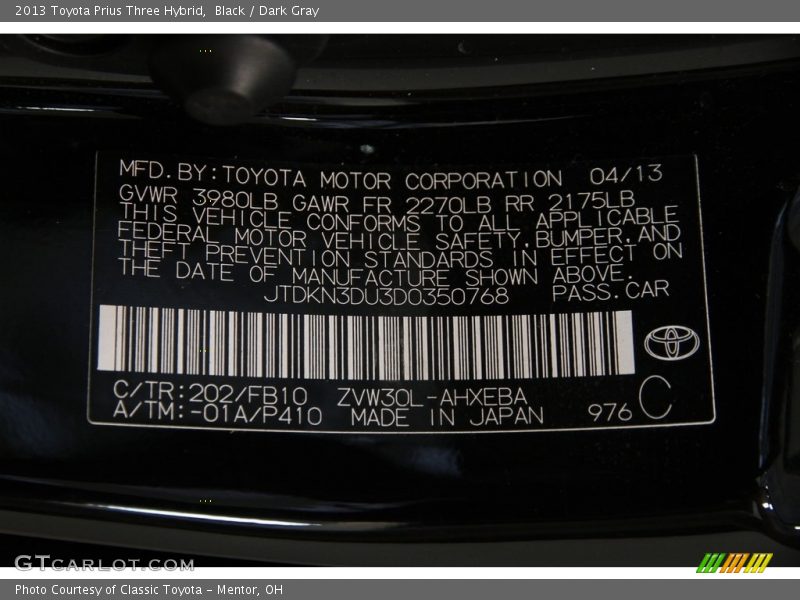 2013 Toyota Prius Three Hybrid, Black / Dark Gray
MFD.BY:TOYOTA MOTOR CORPORATION 04/13
GVWR 3980LB GAWR FR 2270LB RR 2175LB
THIS VEHICLE CONFORMS TO ALL APPLICABLE
FEDERAL MOTOR VEHICLE SAFETY,BUMPER,AND
THEFT PREVENTION STANDARDS IN EFFECT ON
THE DATE OF MANUFACTURE SHOWN ABOVE.
JTDKN3DU3D0350768 PASS.CAR
C/TR:202/FB10 ZVW30L-AHXEBA
A/TM:-01A/P410 MADE IN JAPAN 976 C
GTCARLOT.COM
Photo Courtesy of Classic Toyota - Mentor, OH